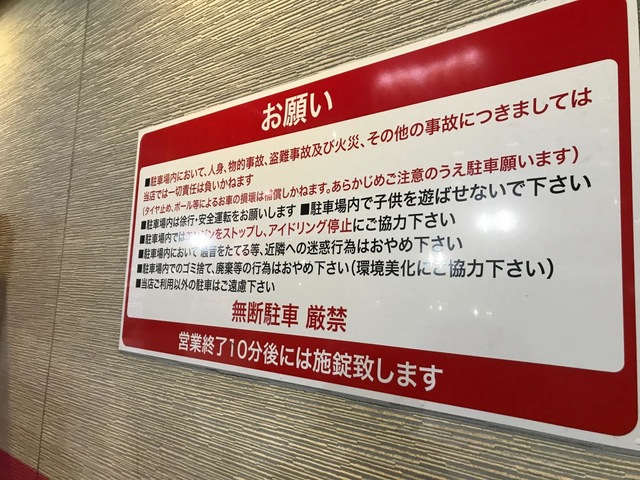 お願い
■駐車場内において、人身、物的事故、盗難事故及び火災、その他の事故につきましては
当店では一切責任は負いかねます
(タイヤ止め、ポール等によるお車の損壊は補償しかねます。あらかじめご注意のうえ駐車願います)
■駐車場内は徐行・安全運転をお願いします ■駐車場内で子供を遊ばせないで下さい
■駐車場内ではエンジンをストップし、アイドリング停止にご協力下さい
■駐車場内において騒音をたてる等、近隣への迷惑行為はおやめ下さい
■駐車場内でのゴミ捨て、廃棄等の行為はおやめ下さい(環境美化にご協力下さい)
■当店ご利用以外の駐車はご遠慮下さい
無断駐車 厳禁
営業終了10分後には施錠致します